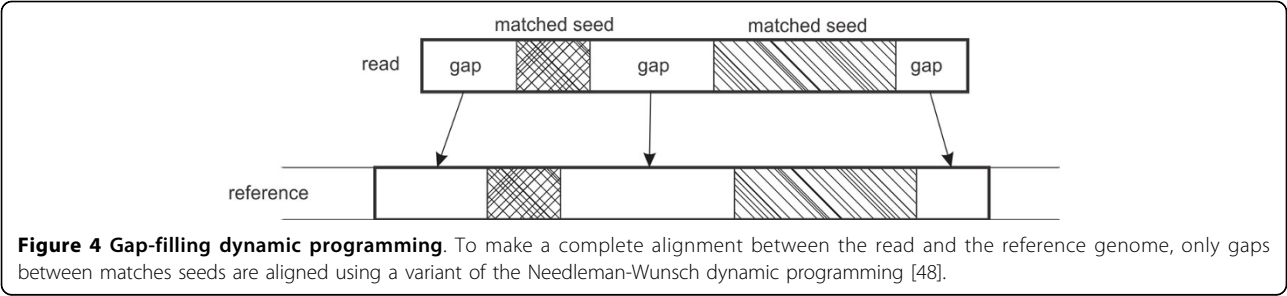 matched seed matched seed
read gap gap gap
reference
Figure 4 Gap-filling dynamic programming. To make a complete alignment between the read and the reference genome, only gaps
between matches seeds are aligned using a variant of the Needleman-Wunsch dynamic programming [48].